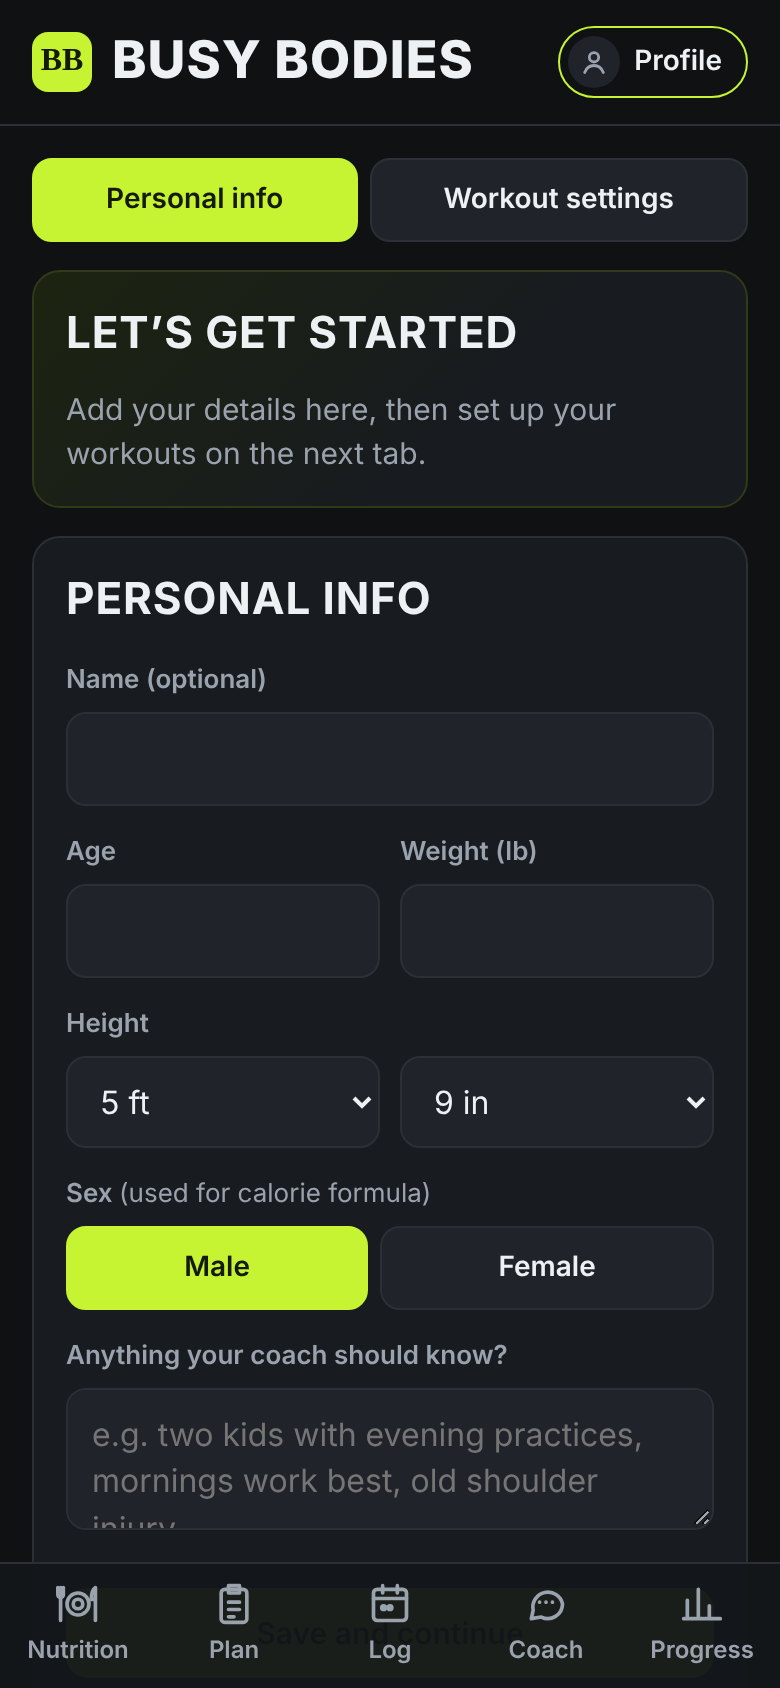 BB BUSY BODIES Profile
Personal info Workout settings
LET’S GET STARTED
Add your details here, then set up your
workouts on the next tab.
PERSONAL INFO
Name (optional)
Age Weight (lb)
Height
5 ft 9 in
Sex (used for calorie formula)
Male Female
Anything your coach should know?
e.g. two kids with evening practices,
mornings work best, old shoulder
injury
Save and continue
Nutrition Plan Log Coach Progress